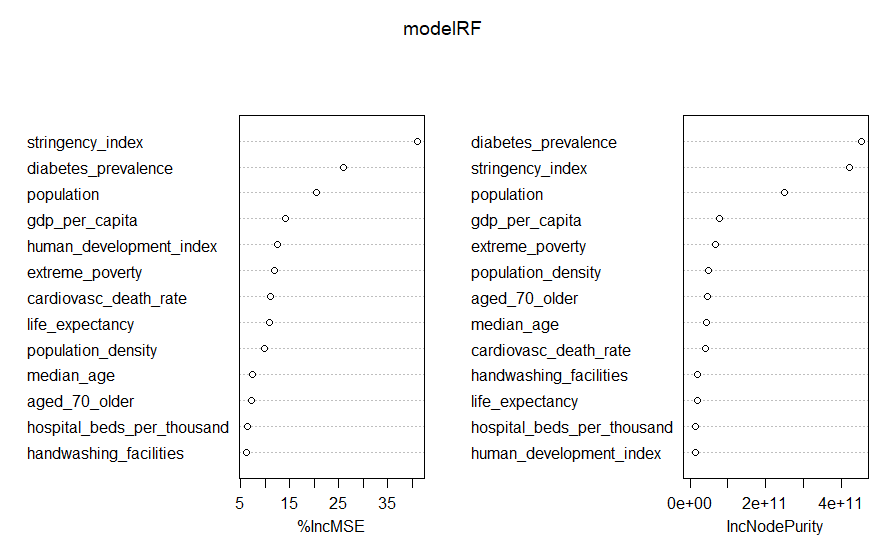 modelRF
stringency_index
diabetes_prevalence
population
gdp_per_capita
human_development_index
extreme_poverty
cardiovasc_death_rate
life_expectancy
population_density
median_age
aged_70_older
hospital_beds_per_thousand
handwashing_facilities
5 15 25 35
%IncMSE
diabetes_prevalence
stringency_index
population
gdp_per_capita
extreme_poverty
population_density
aged_70_older
median_age
cardiovasc_death_rate
handwashing_facilities
life_expectancy
hospital_beds_per_thousand
human_development_index
0e+00 2e+11 4e+11
IncNodePurity